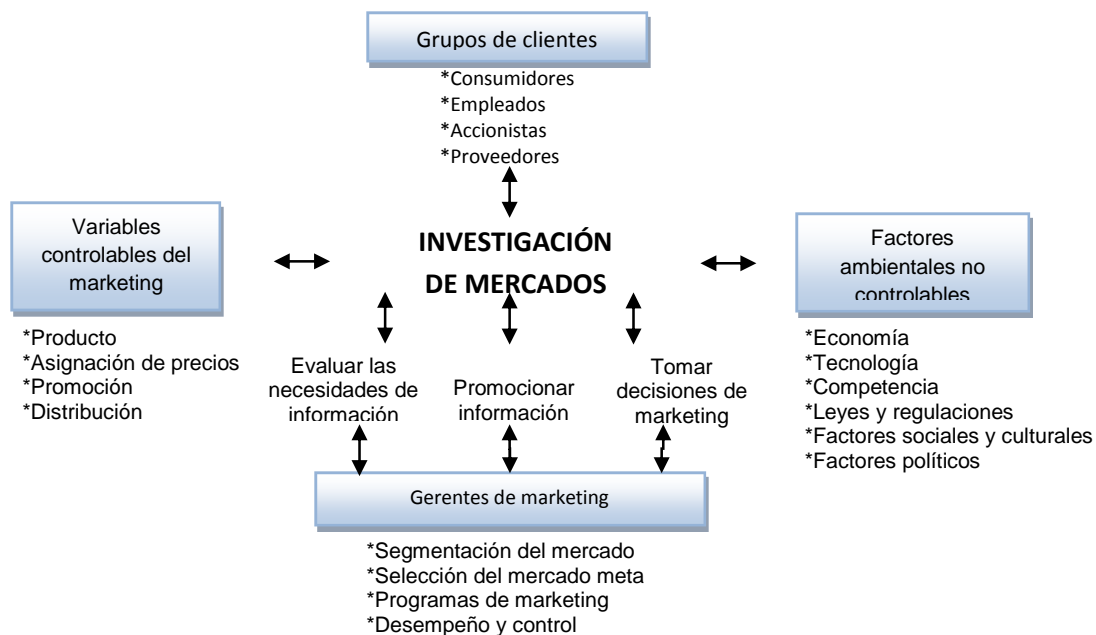 Grupos de clientes
*Consumidores
*Empleados
*Accionistas
*Proveedores
Variables
controlables del
marketing
*Producto
*Asignación de precios
*Promoción
*Distribución
INVESTIGACIÓN
DE MERCADOS
Factores
ambientales no
controlables
*Economía
*Tecnología
*Competencia
*Leyes y regulaciones
*Factores sociales y culturales
*Factores políticos
Evaluar las
necesidades de
información
Promocionar
información
Tomar
decisiones de
marketing
Gerentes de marketing
*Segmentación del mercado
*Selección del mercado meta
*Programas de marketing
*Desempeño y control